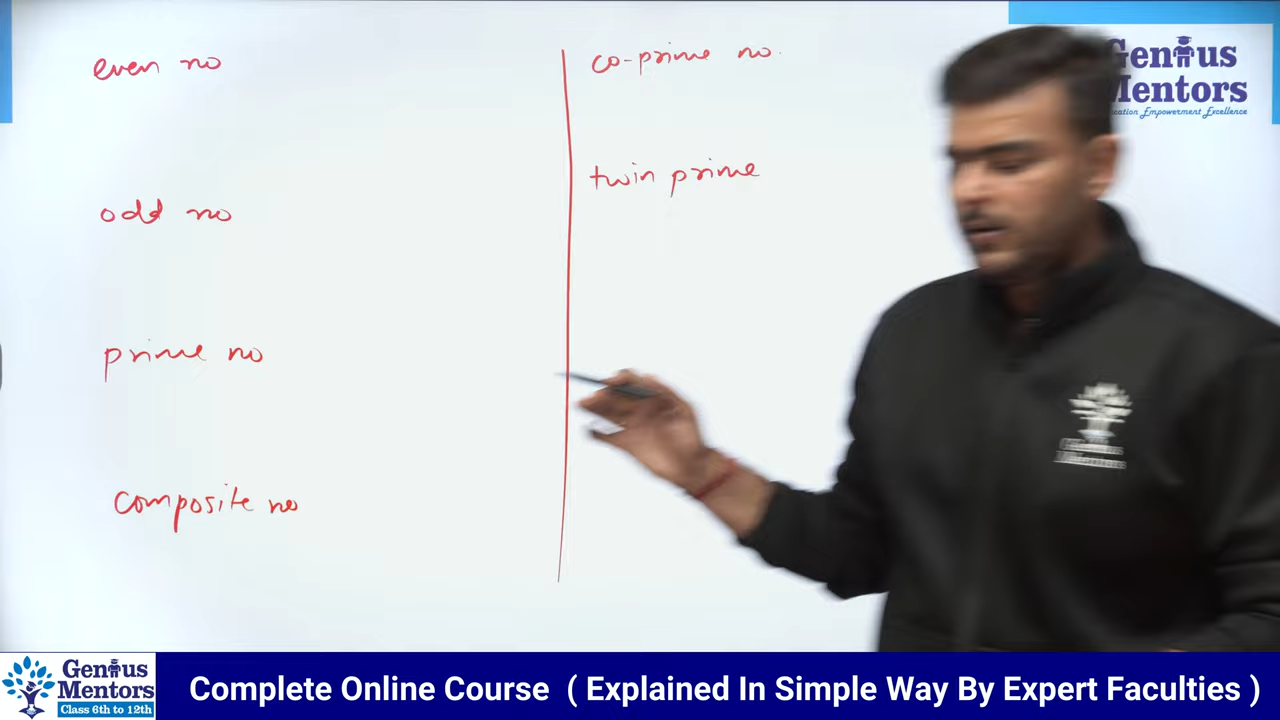 even no
odd no
prime no
composite no
co-prime no.
twin prime
Genius
Mentors
Education Empowerment Excellence
Genius
Mentors
Class 6th to 12th
Complete Online Course ( Explained In Simple Way By Expert Faculties )